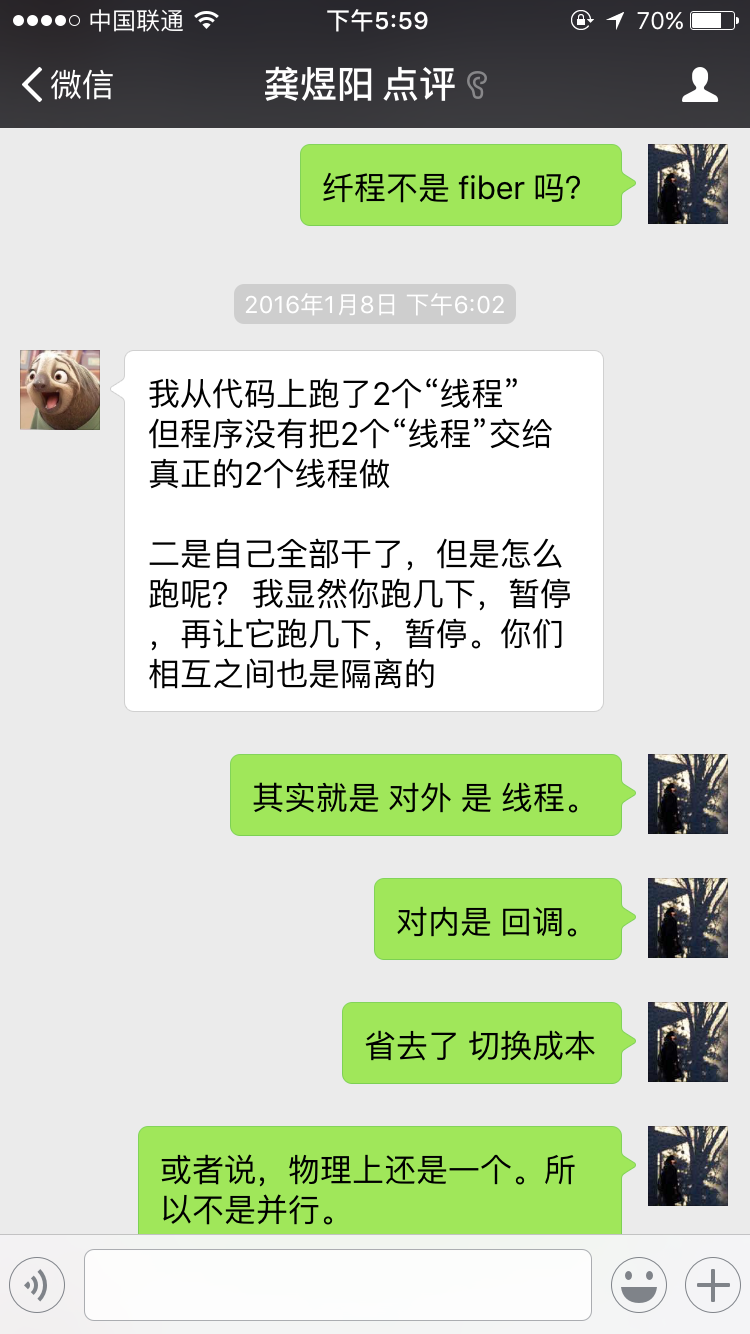 中国联通 下午5:59 70%
微信 龚煜阳 点评
纤程不是 fiber 吗?
2016年1月8日 下午6:02
我从代码上跑了2个“线程”
但程序没有把2个“线程”交给
真正的2个线程做
二是自己全部干了，但是怎么
跑呢? 我显然你跑几下，暂停
，再让它跑几下，暂停。你们
相互之间也是隔离的
其实就是 对外 是 线程。
对内是 回调。
省去了 切换成本
或者说，物理上还是一个。所
以不是并行。